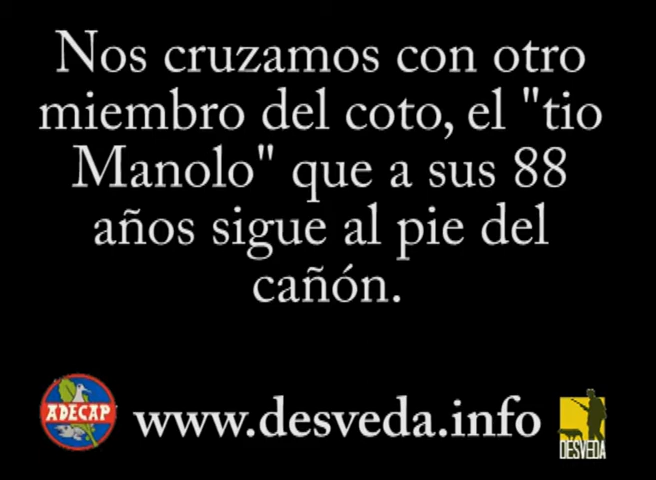 Nos cruzamos con otro
miembro del coto, el "tio
Manolo" que a sus 88
años sigue al pie del
cañón.
ADECAP
www.desveda.info
DESVEDA